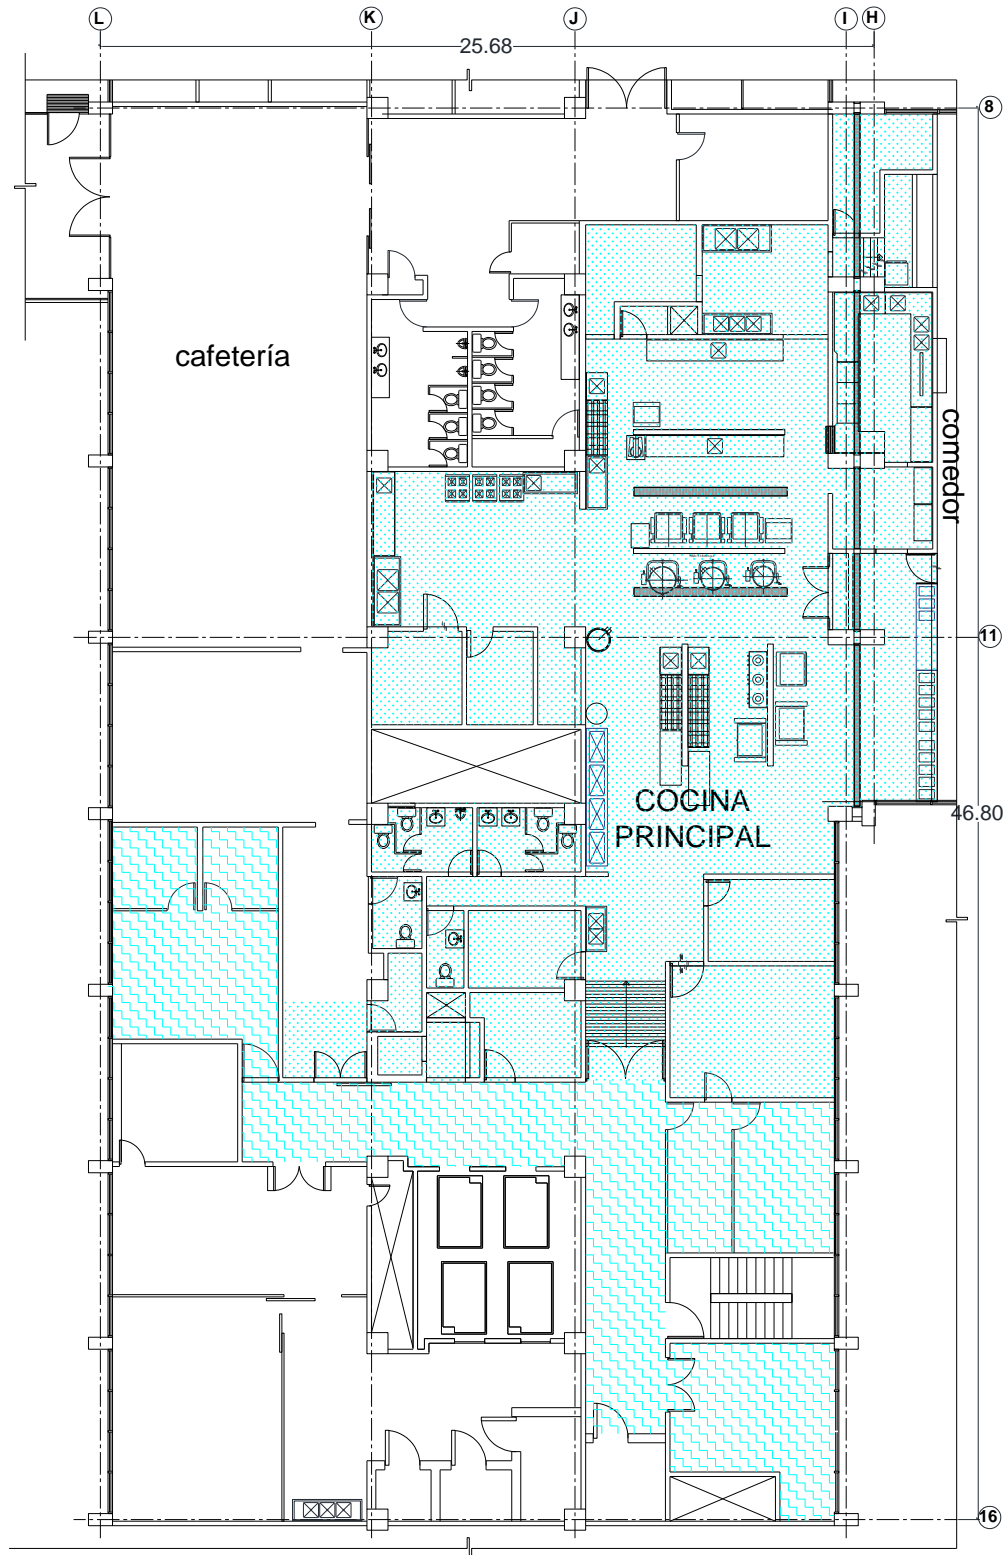 L K J I H
25.68
8
cafetería
comedor
11
COCINA
PRINCIPAL
46.80
16